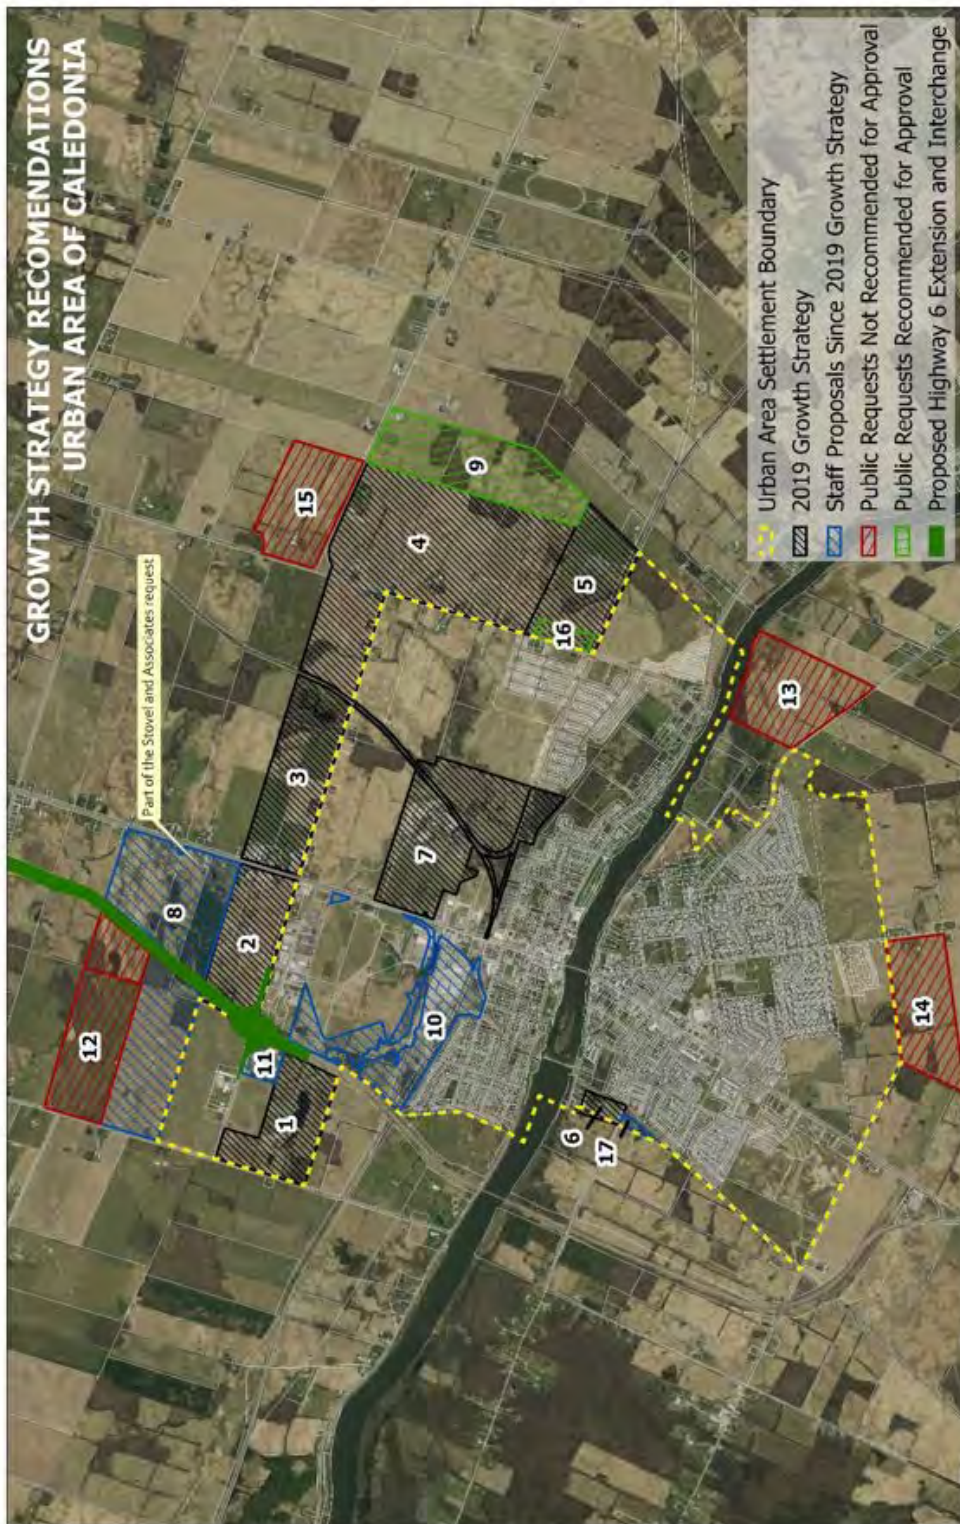 GROWTH STRATEGY RECOMMENDATIONS
URBAN AREA OF CALEDONIA
Part of the Stovel and Associates request
12
8
15
11
2
1
3
4
9
10
7
16
5
6
17
13
14
Urban Area Settlement Boundary
2019 Growth Strategy
Staff Proposals Since 2019 Growth Strategy
Public Requests Not Recommended for Approval
Public Requests Recommended for Approval
Proposed Highway 6 Extension and Interchange